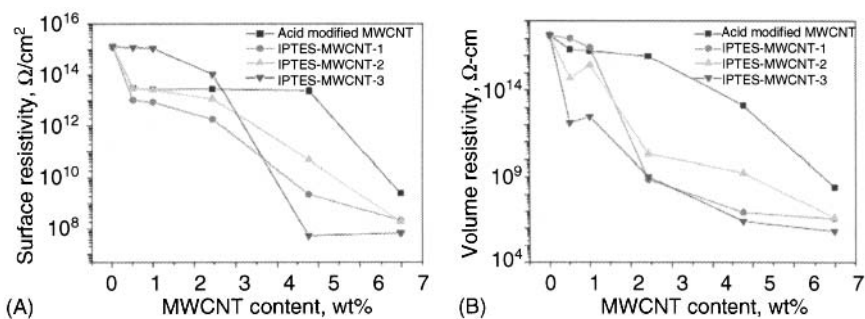 10^16
10^15
10^14
10^12
10^10
10^8
Surface resistivity, Ω/cm²
Acid modified MWCNT
IPTES-MWCNT-1
IPTES-MWCNT-2
IPTES-MWCNT-3
0 1 2 3 4 5 6 7
(A) MWCNT content, wt%
10^14
10^9
10^4
Volume resistivity, Ω-cm
Acid modified MWCNT
IPTES-MWCNT-1
IPTES-MWCNT-2
IPTES-MWCNT-3
0 1 2 3 4 5 6 7
(B) MWCNT content, wt%